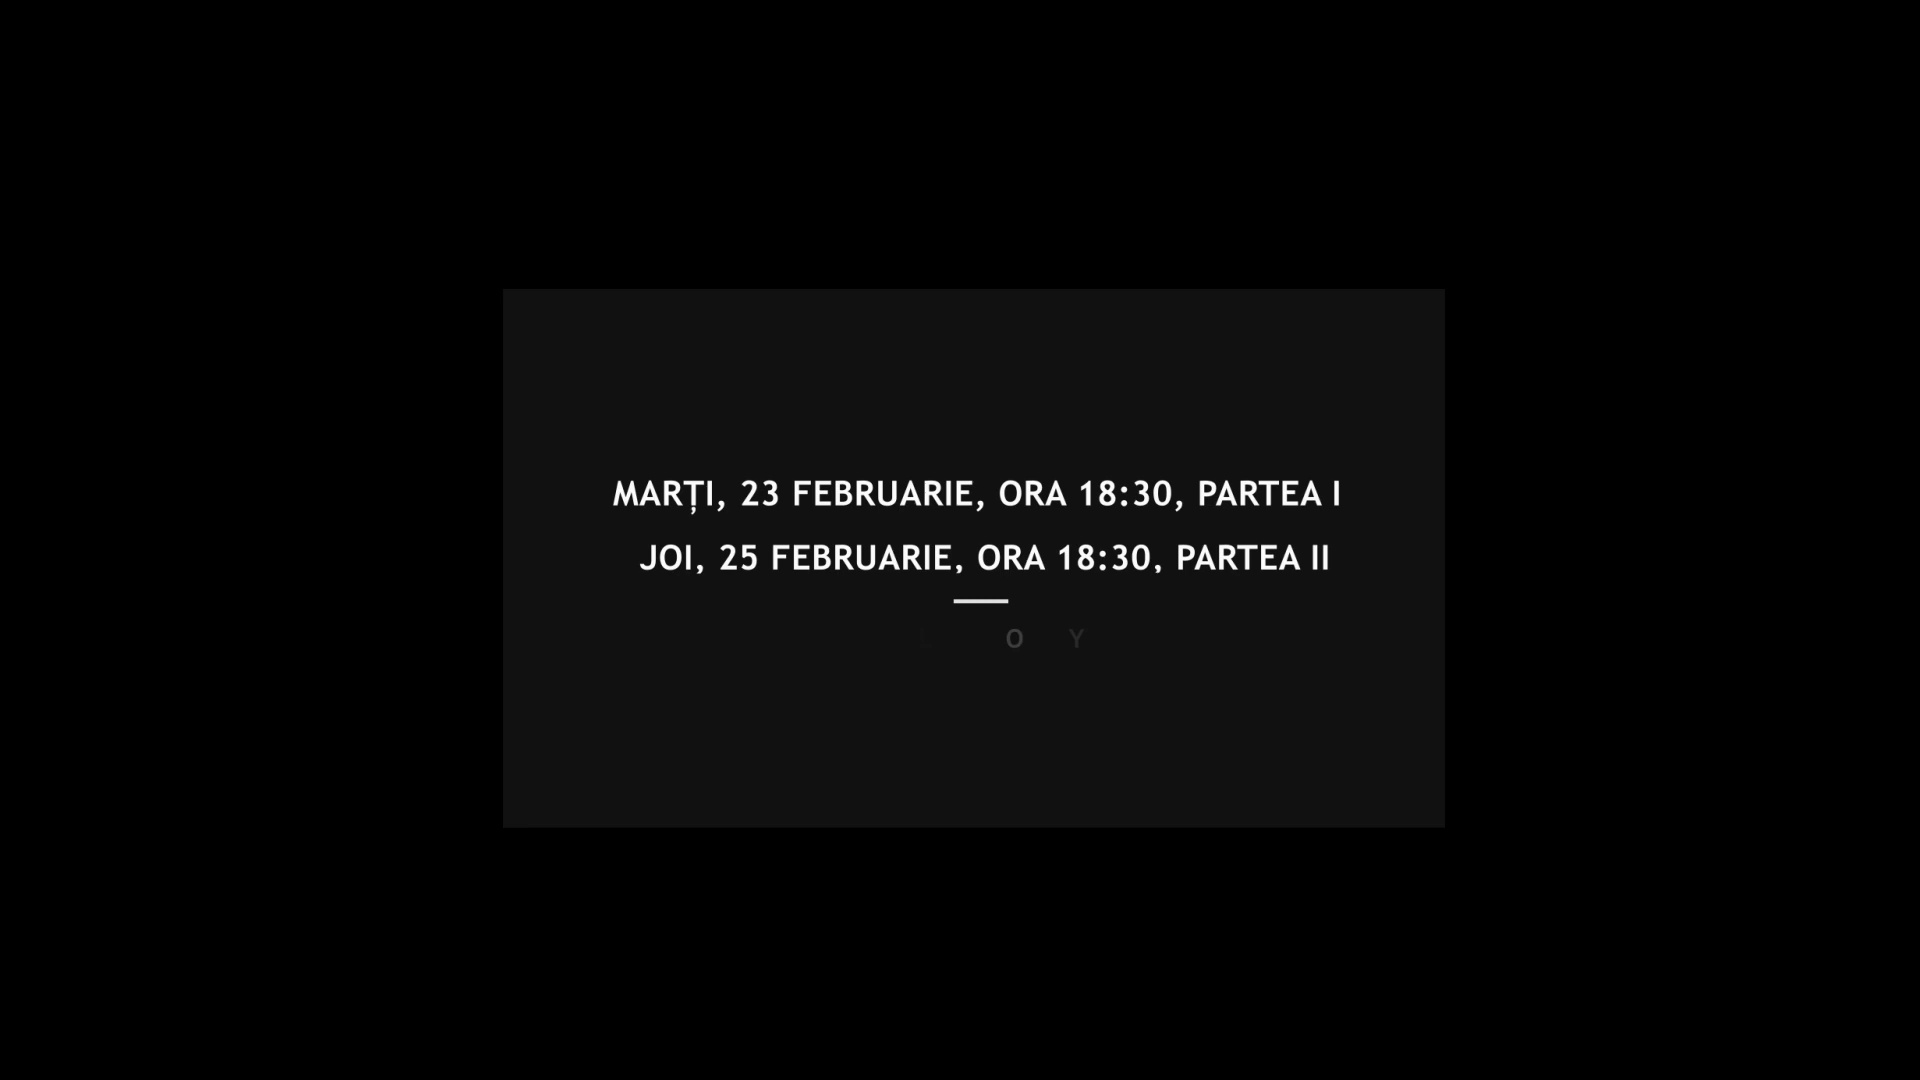 MARȚI, 23 FEBRUARIE, ORA 18:30, PARTEA I
JOI, 25 FEBRUARIE, ORA 18:30, PARTEA II